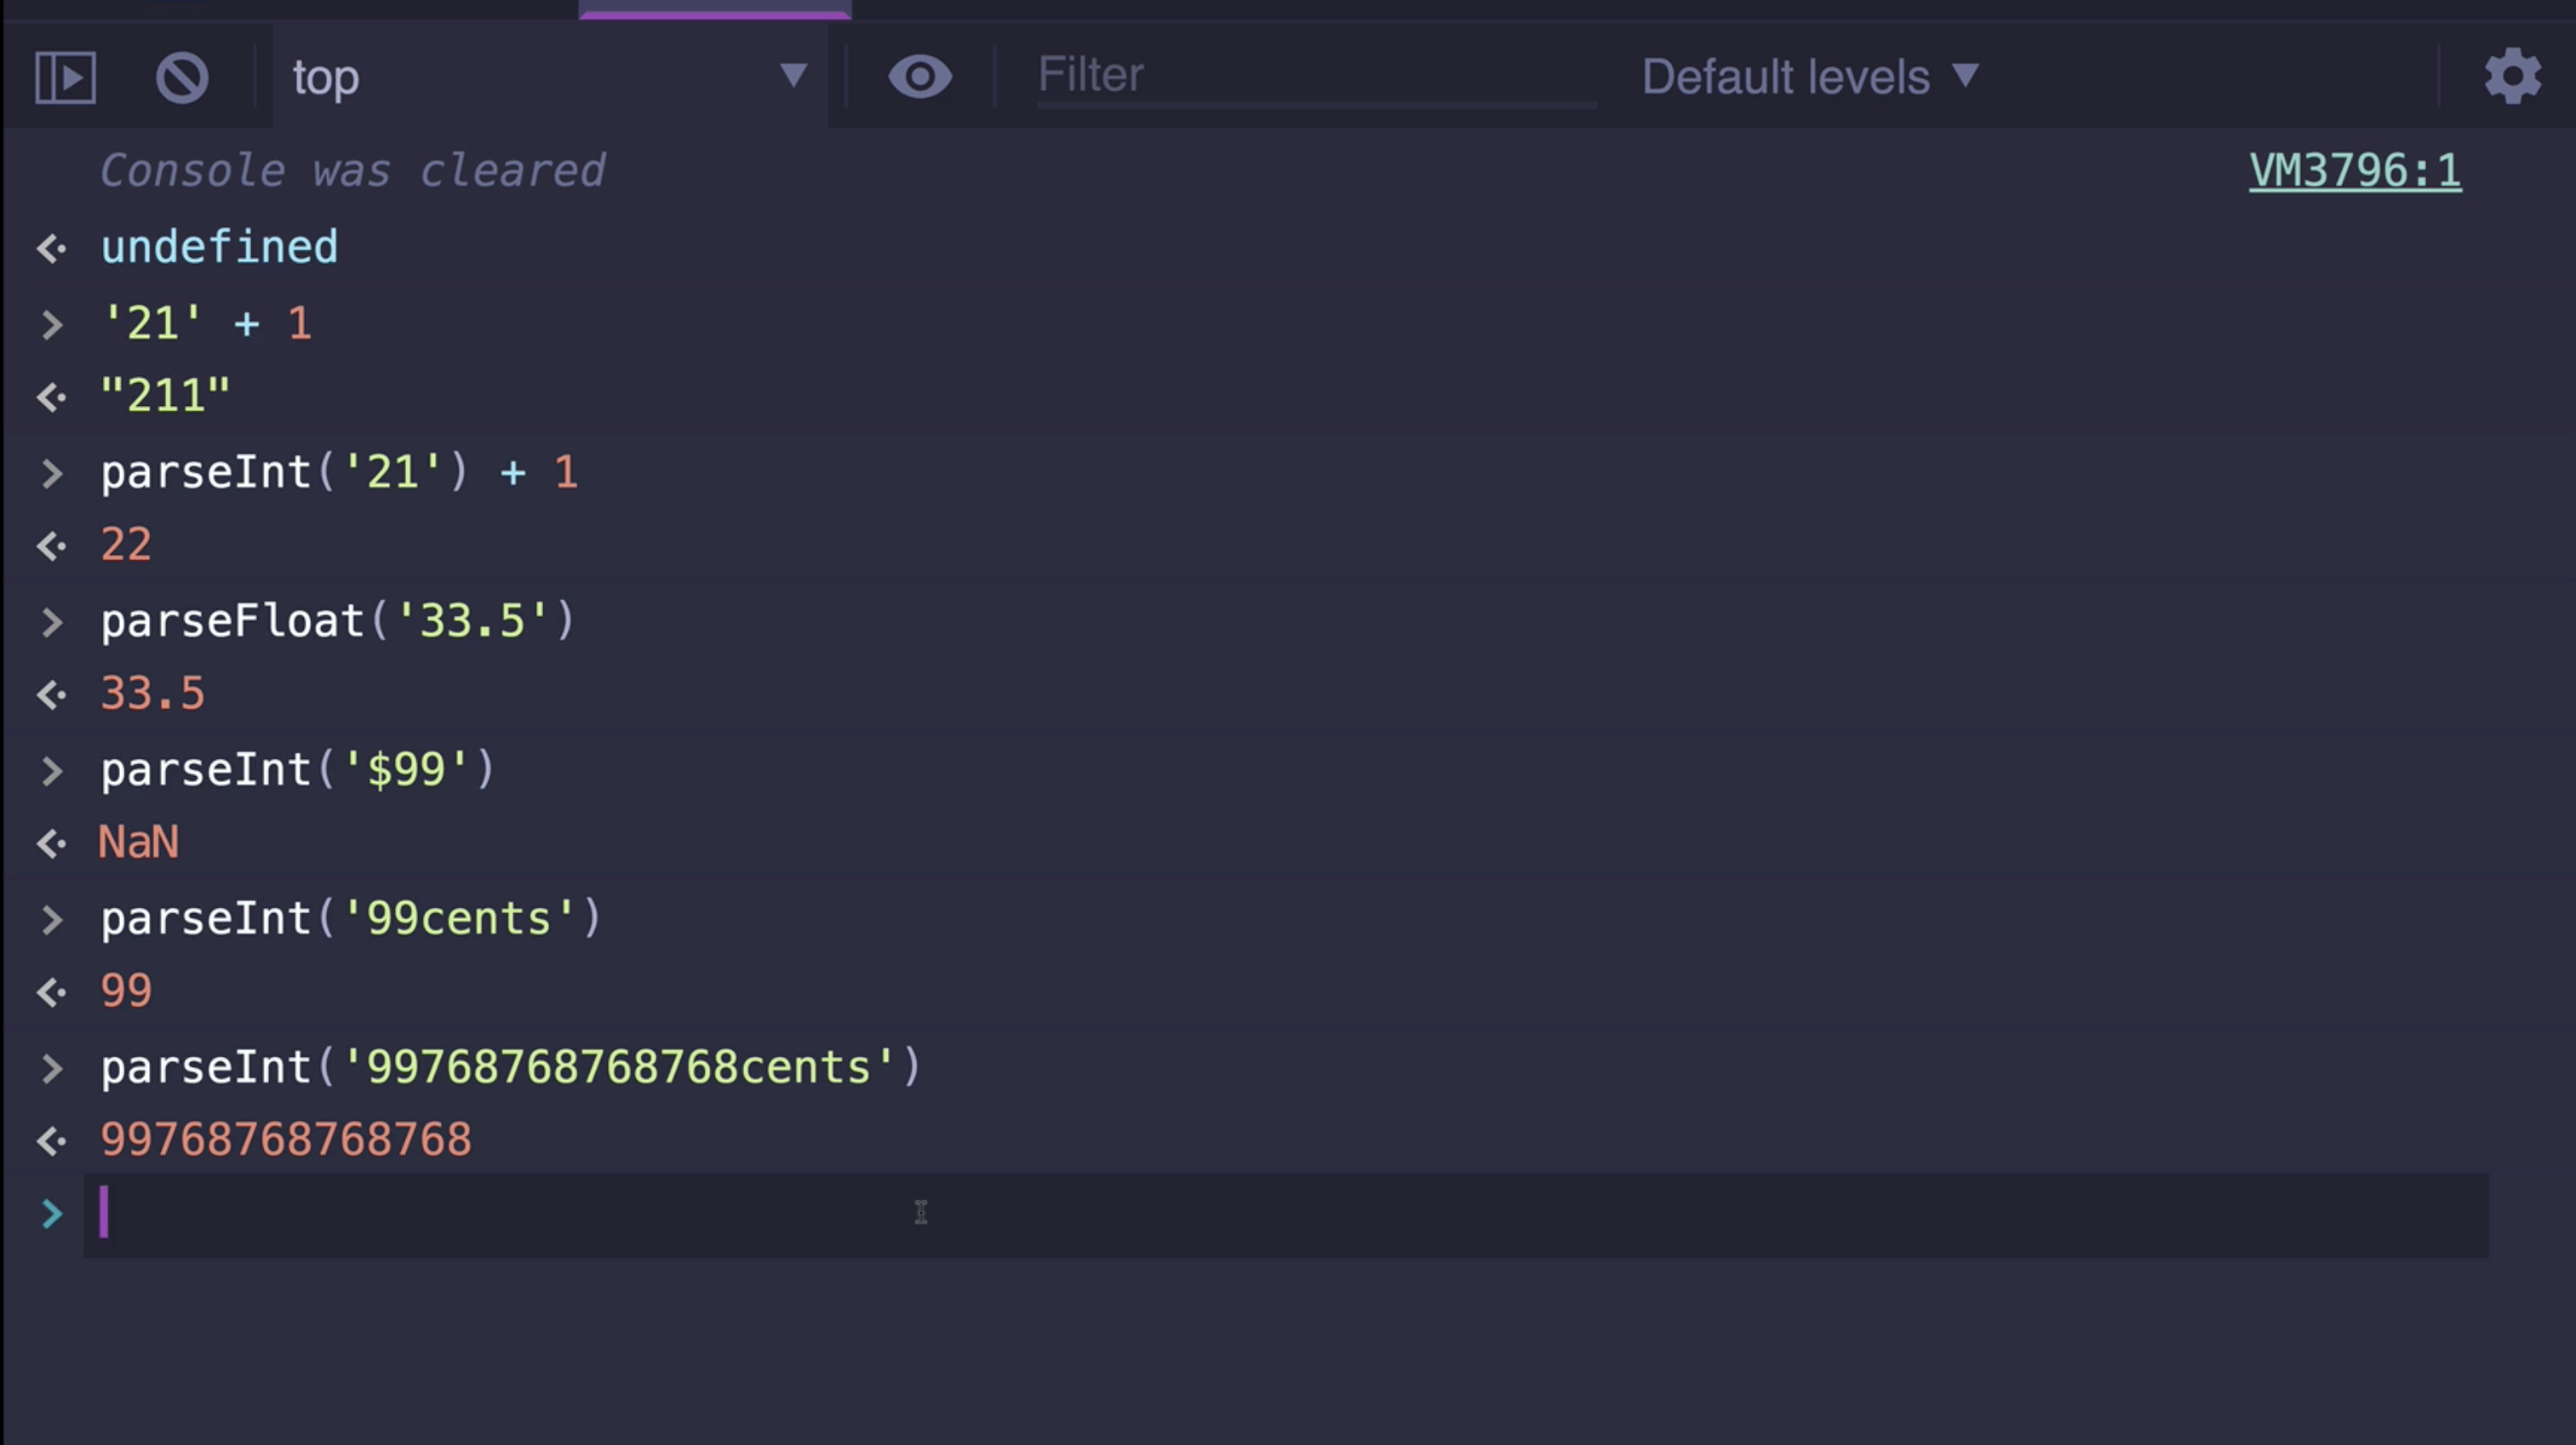 top Filter Default levels
Console was cleared VM3796:1
undefined
'21' + 1
"211"
parseInt('21') + 1
22
parseFloat('33.5')
33.5
parseInt('$99')
NaN
parseInt('99cents')
99
parseInt('99768768768768cents')
99768768768768